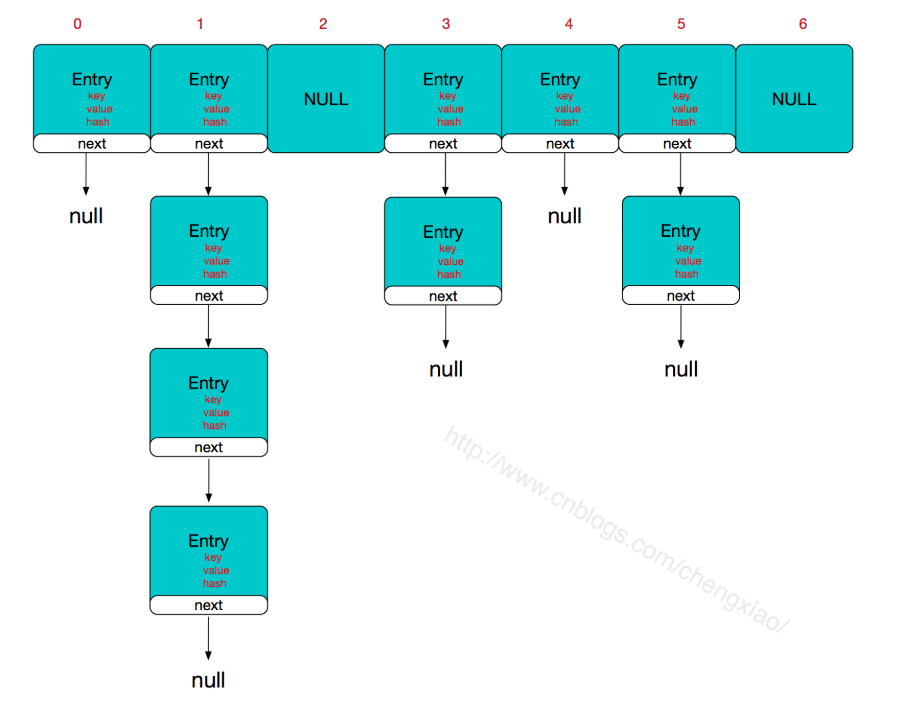 0 1 2 3 4 5 6
Entry Entry NULL Entry Entry Entry NULL
key key key key key
value value value value value
hash hash hash hash hash
next next next next next
null null
Entry Entry Entry
key key key
value value value
hash hash hash
next next next
null null
Entry
key
value
hash
next
http://www.cnblogs.com/chengxiao/
Entry
key
value
hash
next
null